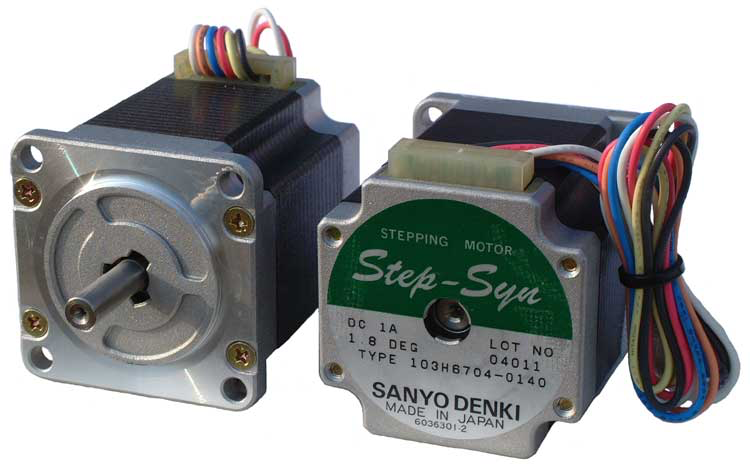 STEPPING MOTOR
Step-Syn
DC 1A
1.8 DEG
LOT NO
04011
TYPE 103H6704-0140
SANYO DENKI
MADE IN JAPAN
6036301-2